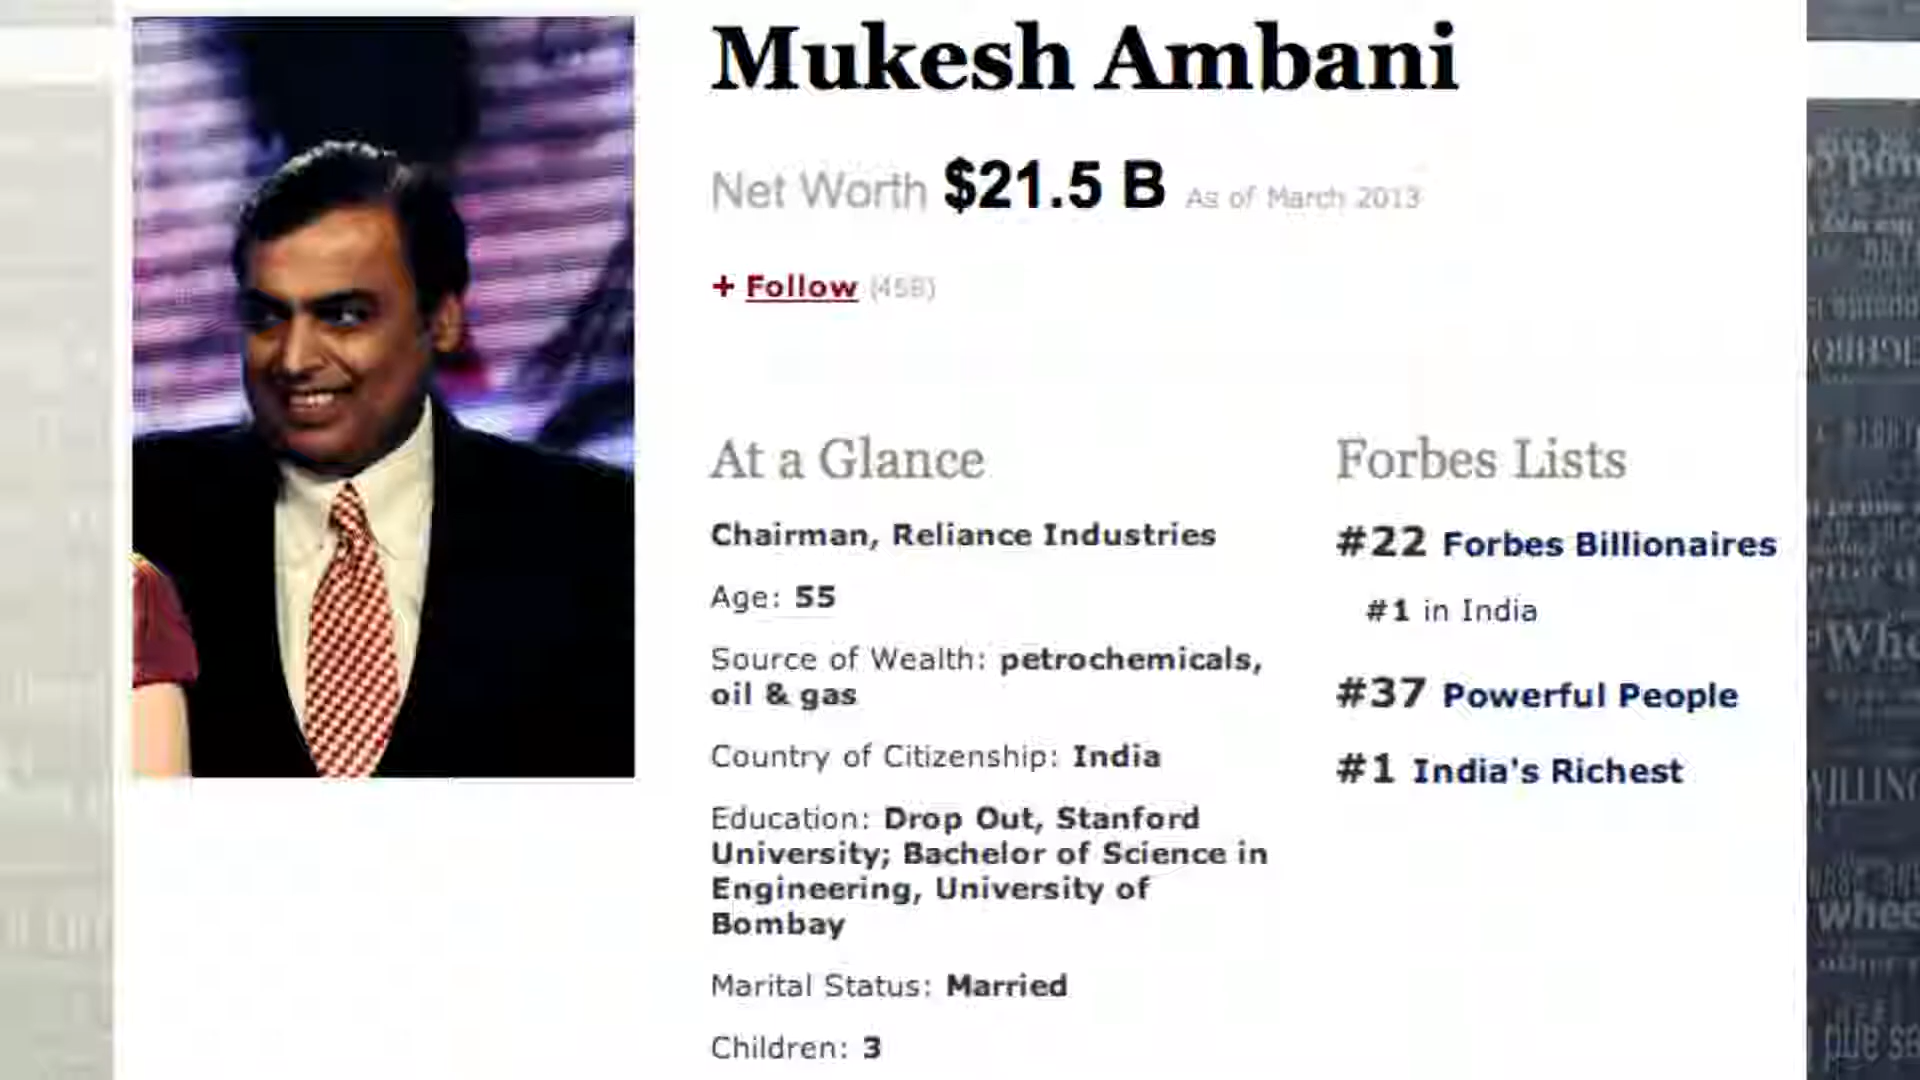 Mukesh Ambani
Net Worth $21.5 B As of March 2013
+ Follow (458)
At a Glance
Chairman, Reliance Industries
Age: 55
Source of Wealth: petrochemicals,
oil & gas
Country of Citizenship: India
Education: Drop Out, Stanford
University; Bachelor of Science in
Engineering, University of
Bombay
Marital Status: Married
Children: 3
Forbes Lists
#22 Forbes Billionaires
#1 in India
#37 Powerful People
#1 India's Richest